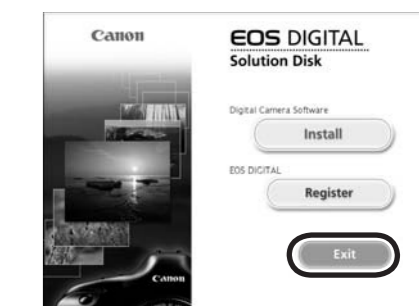 Canon
EOS DIGITAL
Solution Disk
Digital Camera Software
Install
EOS DIGITAL
Register
Exit
Canon